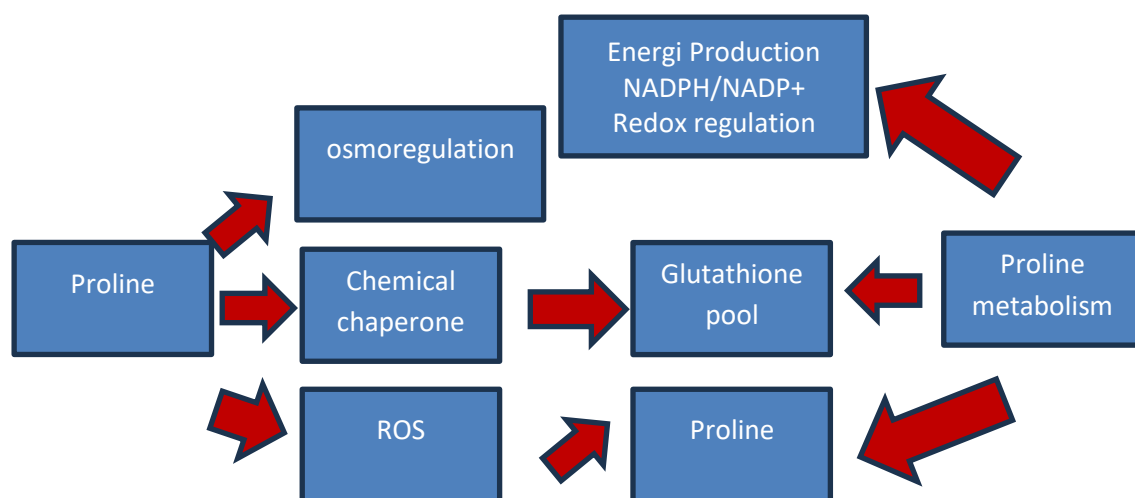 Energi Production
NADPH/NADP+
Redox regulation
osmoregulation
Proline
Chemical
chaperone
Glutathione
pool
Proline
metabolism
ROS
Proline